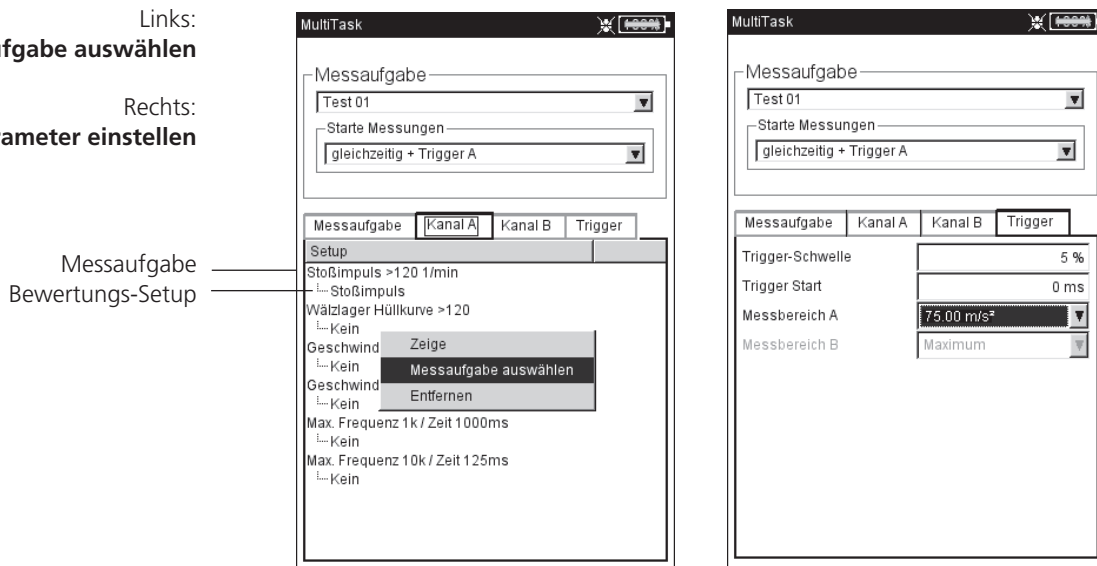 Links:
auswählen
Rechts:
einstellen
Messaufgabe
Bewertungs-Setup
MultiTask
100%
Messaufgabe
Test 01
Starte Messungen
gleichzeitig + Trigger A
Messaufgabe Kanal A Kanal B Trigger
Setup
Stoßimpuls >120 1/min
Stoßimpuls
Wälzlager Hüllkurve >120
Kein
Geschwind
Kein
Geschwind
Kein
Max. Frequenz 1k / Zeit 1000ms
Kein
Max. Frequenz 10k / Zeit 125ms
Kein
Zeige
Messaufgabe auswählen
Entfernen
MultiTask
100%
Messaufgabe
Test 01
Starte Messungen
gleichzeitig + Trigger A
Messaufgabe Kanal A Kanal B Trigger
Trigger-Schwelle 5 %
Trigger Start 0 ms
Messbereich A 75.00 m/s²
Messbereich B Maximum